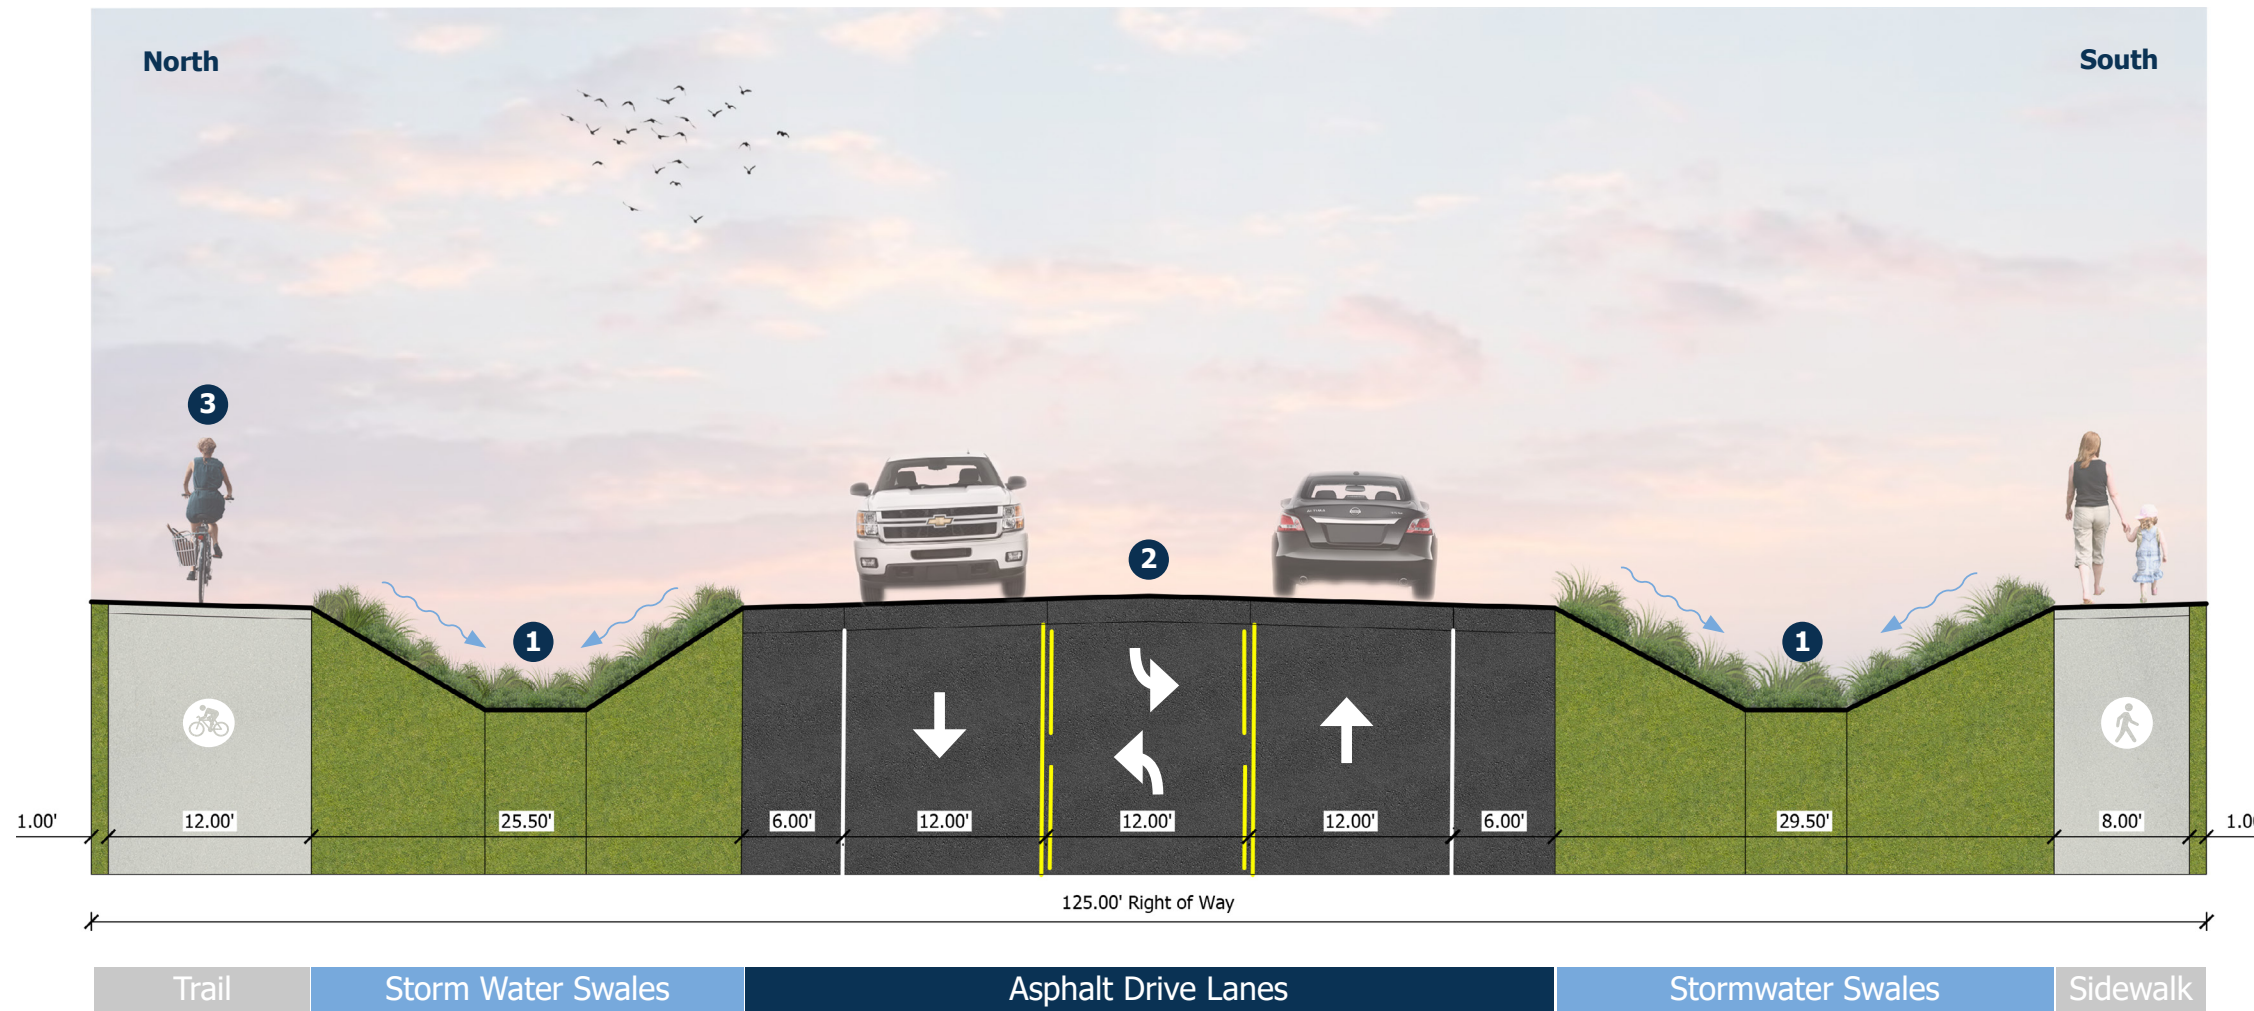 North
South
3
2
1
1
1.00'
12.00'
25.50'
6.00'
12.00'
12.00'
12.00'
6.00'
29.50'
8.00'
1.00
125.00' Right of Way
Trail
Storm Water Swales
Asphalt Drive Lanes
Stormwater Swales
Sidewalk